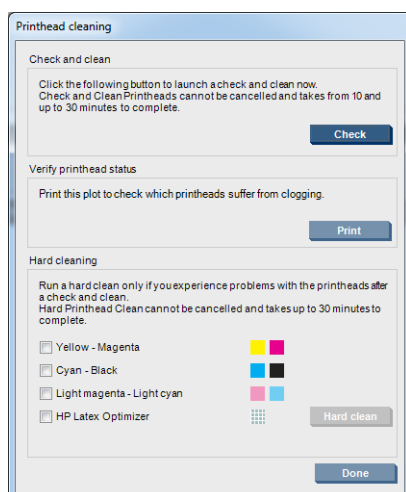 Printhead cleaning
Check and clean
Click the following button to launch a check and clean now.
Check and Clean Printheads cannot be cancelled and takes from 10 and
up to 30 minutes to complete.
Check
Verify printhead status
Print this plot to check which printheads suffer from clogging.
Print
Hard cleaning
Run a hard clean only if you experience problems with the printheads after
a check and clean.
Hard Printhead Clean cannot be cancelled and takes up to 30 minutes to
complete.
Yellow - Magenta
Cyan - Black
Light magenta - Light cyan
HP Latex Optimizer
Hard clean
Done